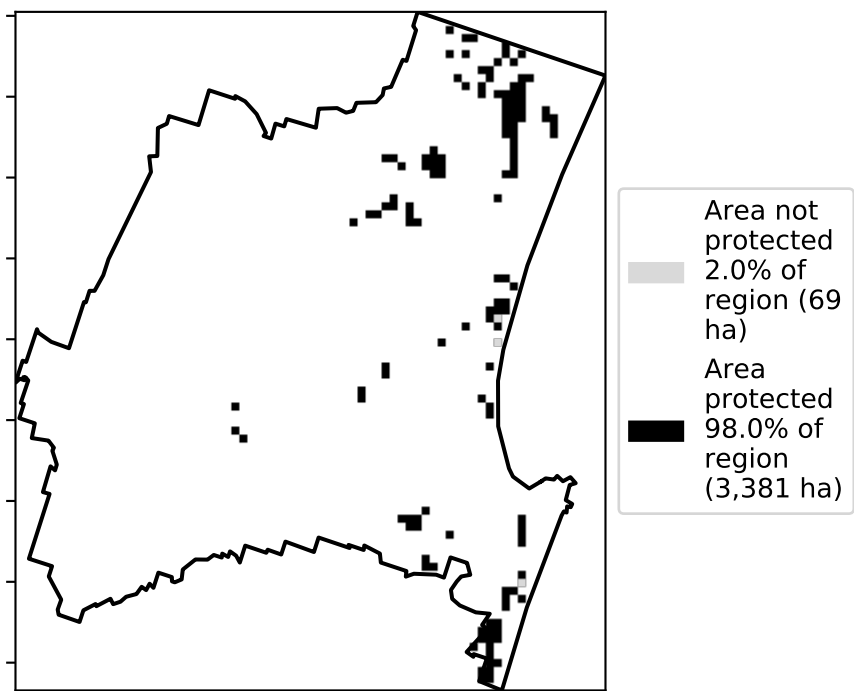 Area not
protected
2.0% of
region (69
ha)
Area
protected
98.0% of
region
(3,381 ha)